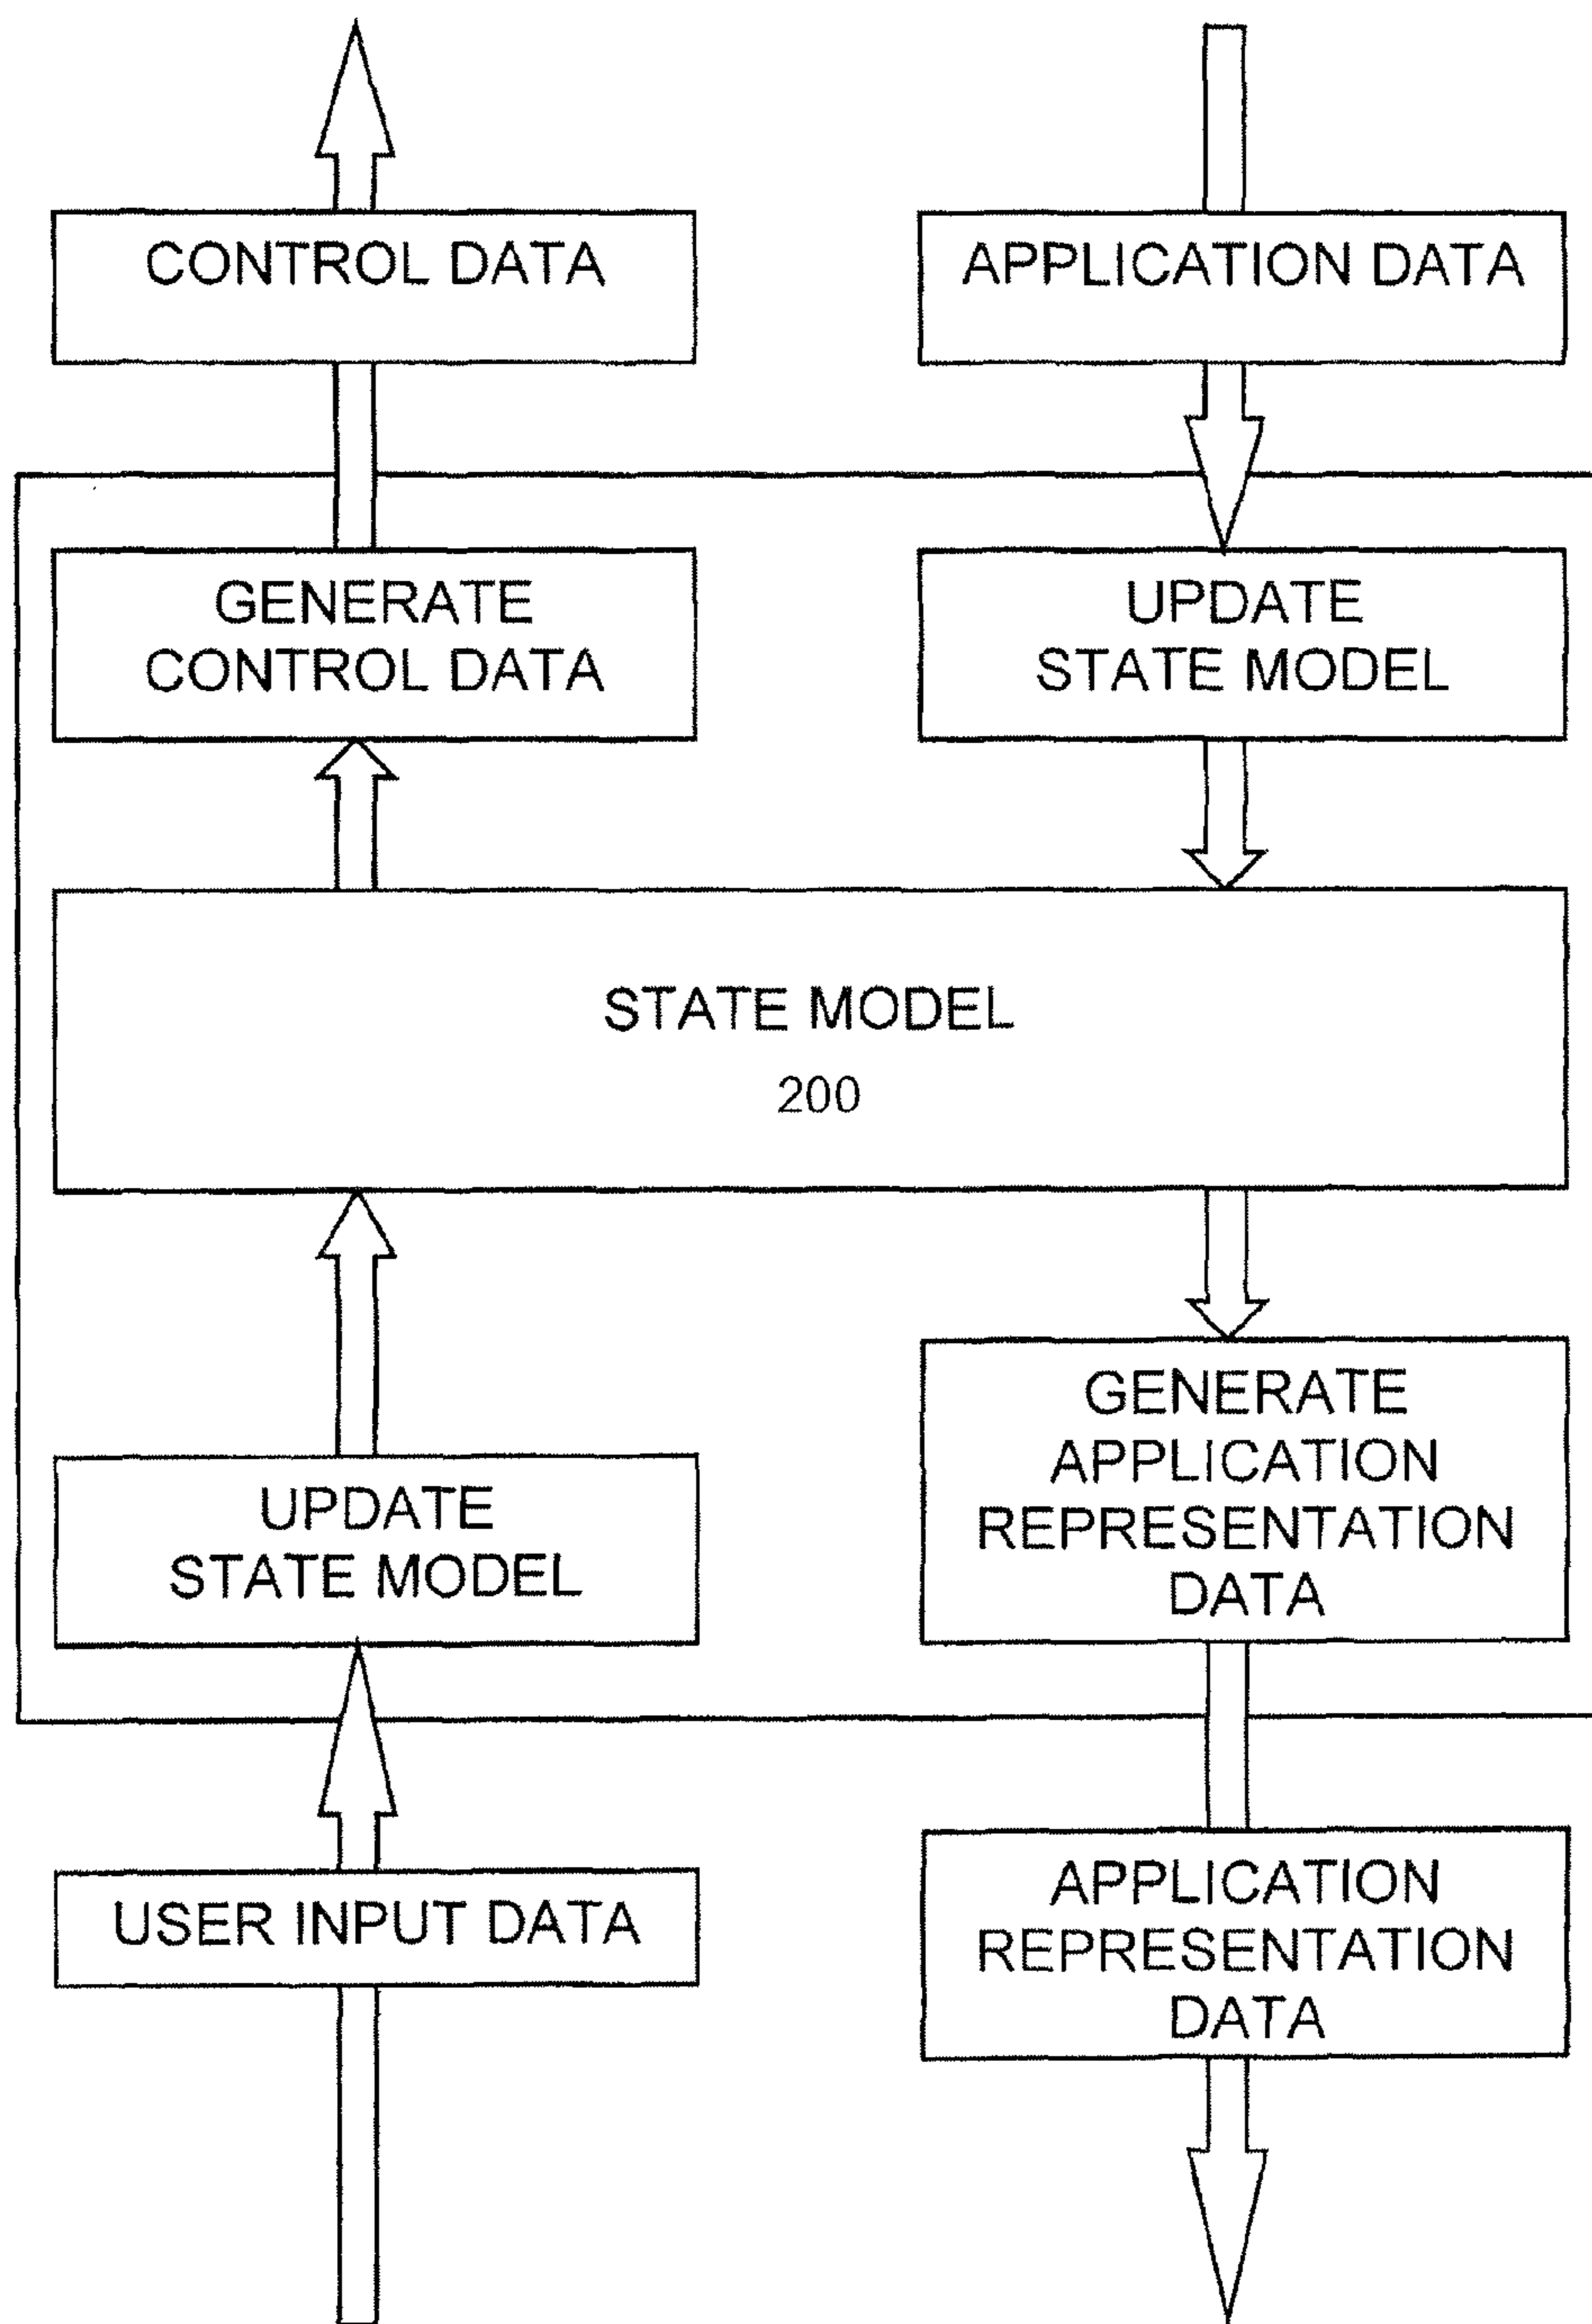 CONTROL DATA
APPLICATION DATA
GENERATE
CONTROL DATA
UPDATE
STATE MODEL
STATE MODEL
200
GENERATE
APPLICATION
REPRESENTATION
DATA
UPDATE
STATE MODEL
USER INPUT DATA
APPLICATION
REPRESENTATION
DATA